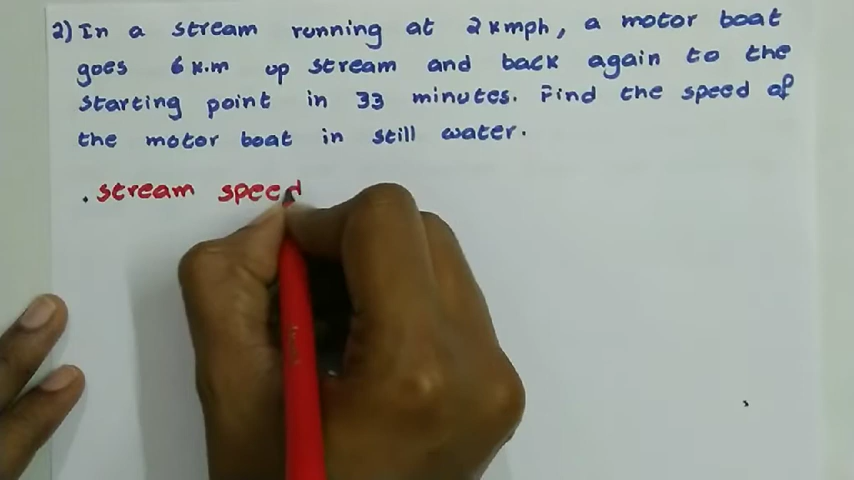 2) In a stream running at 2kmph, a motor boat
goes 6 k.m up stream and back again to the
starting point in 33 minutes. Find the speed of
the motor boat in still water.
. stream speed